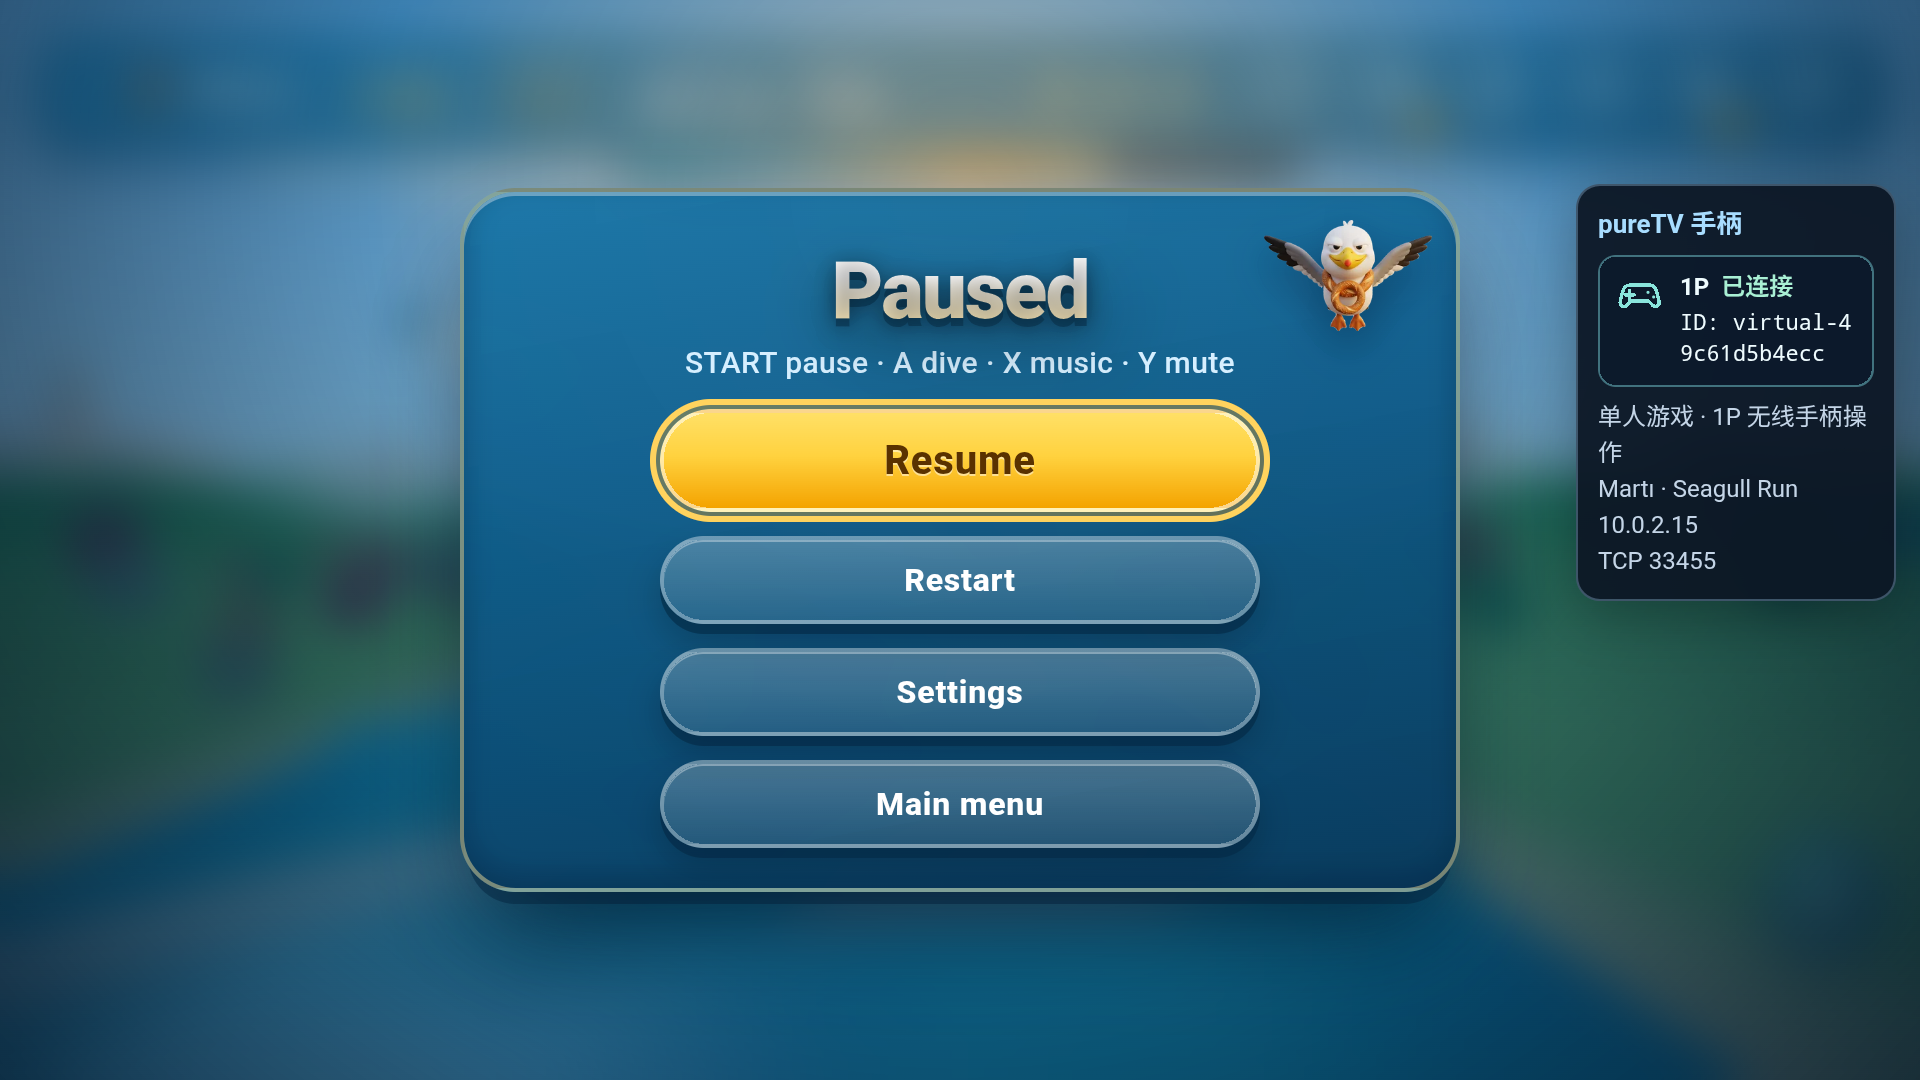 Paused
START pause · A dive · X music · Y mute
Resume
Restart
Settings
Main menu
pureTV 手柄
1P 已连接
ID: virtual-4
9c61d5b4ecc
单人游戏 · 1P 无线手柄操
作
Martı · Seagull Run
10.0.2.15
TCP 33455